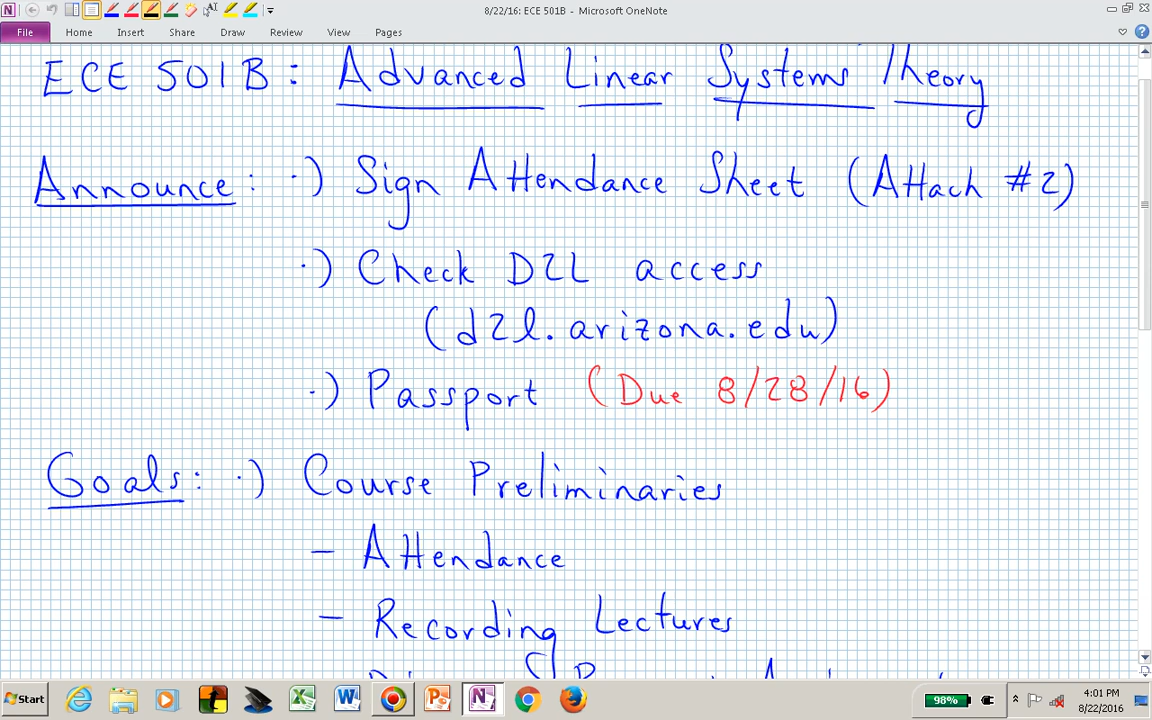 8/22/16: ECE 501B - Microsoft OneNote
File Home Insert Share Draw Review View Pages
ECE 501B: Advanced Linear Systems Theory
Announce: ·) Sign Attendance Sheet (Attach #2)
·) Check D2L access
(d2l.arizona.edu)
·) Passport (Due 8/28/16)
Goals: ·) Course Preliminaries
- Attendance
- Recording Lectures
Start 98% 4:01 PM
8/22/2016